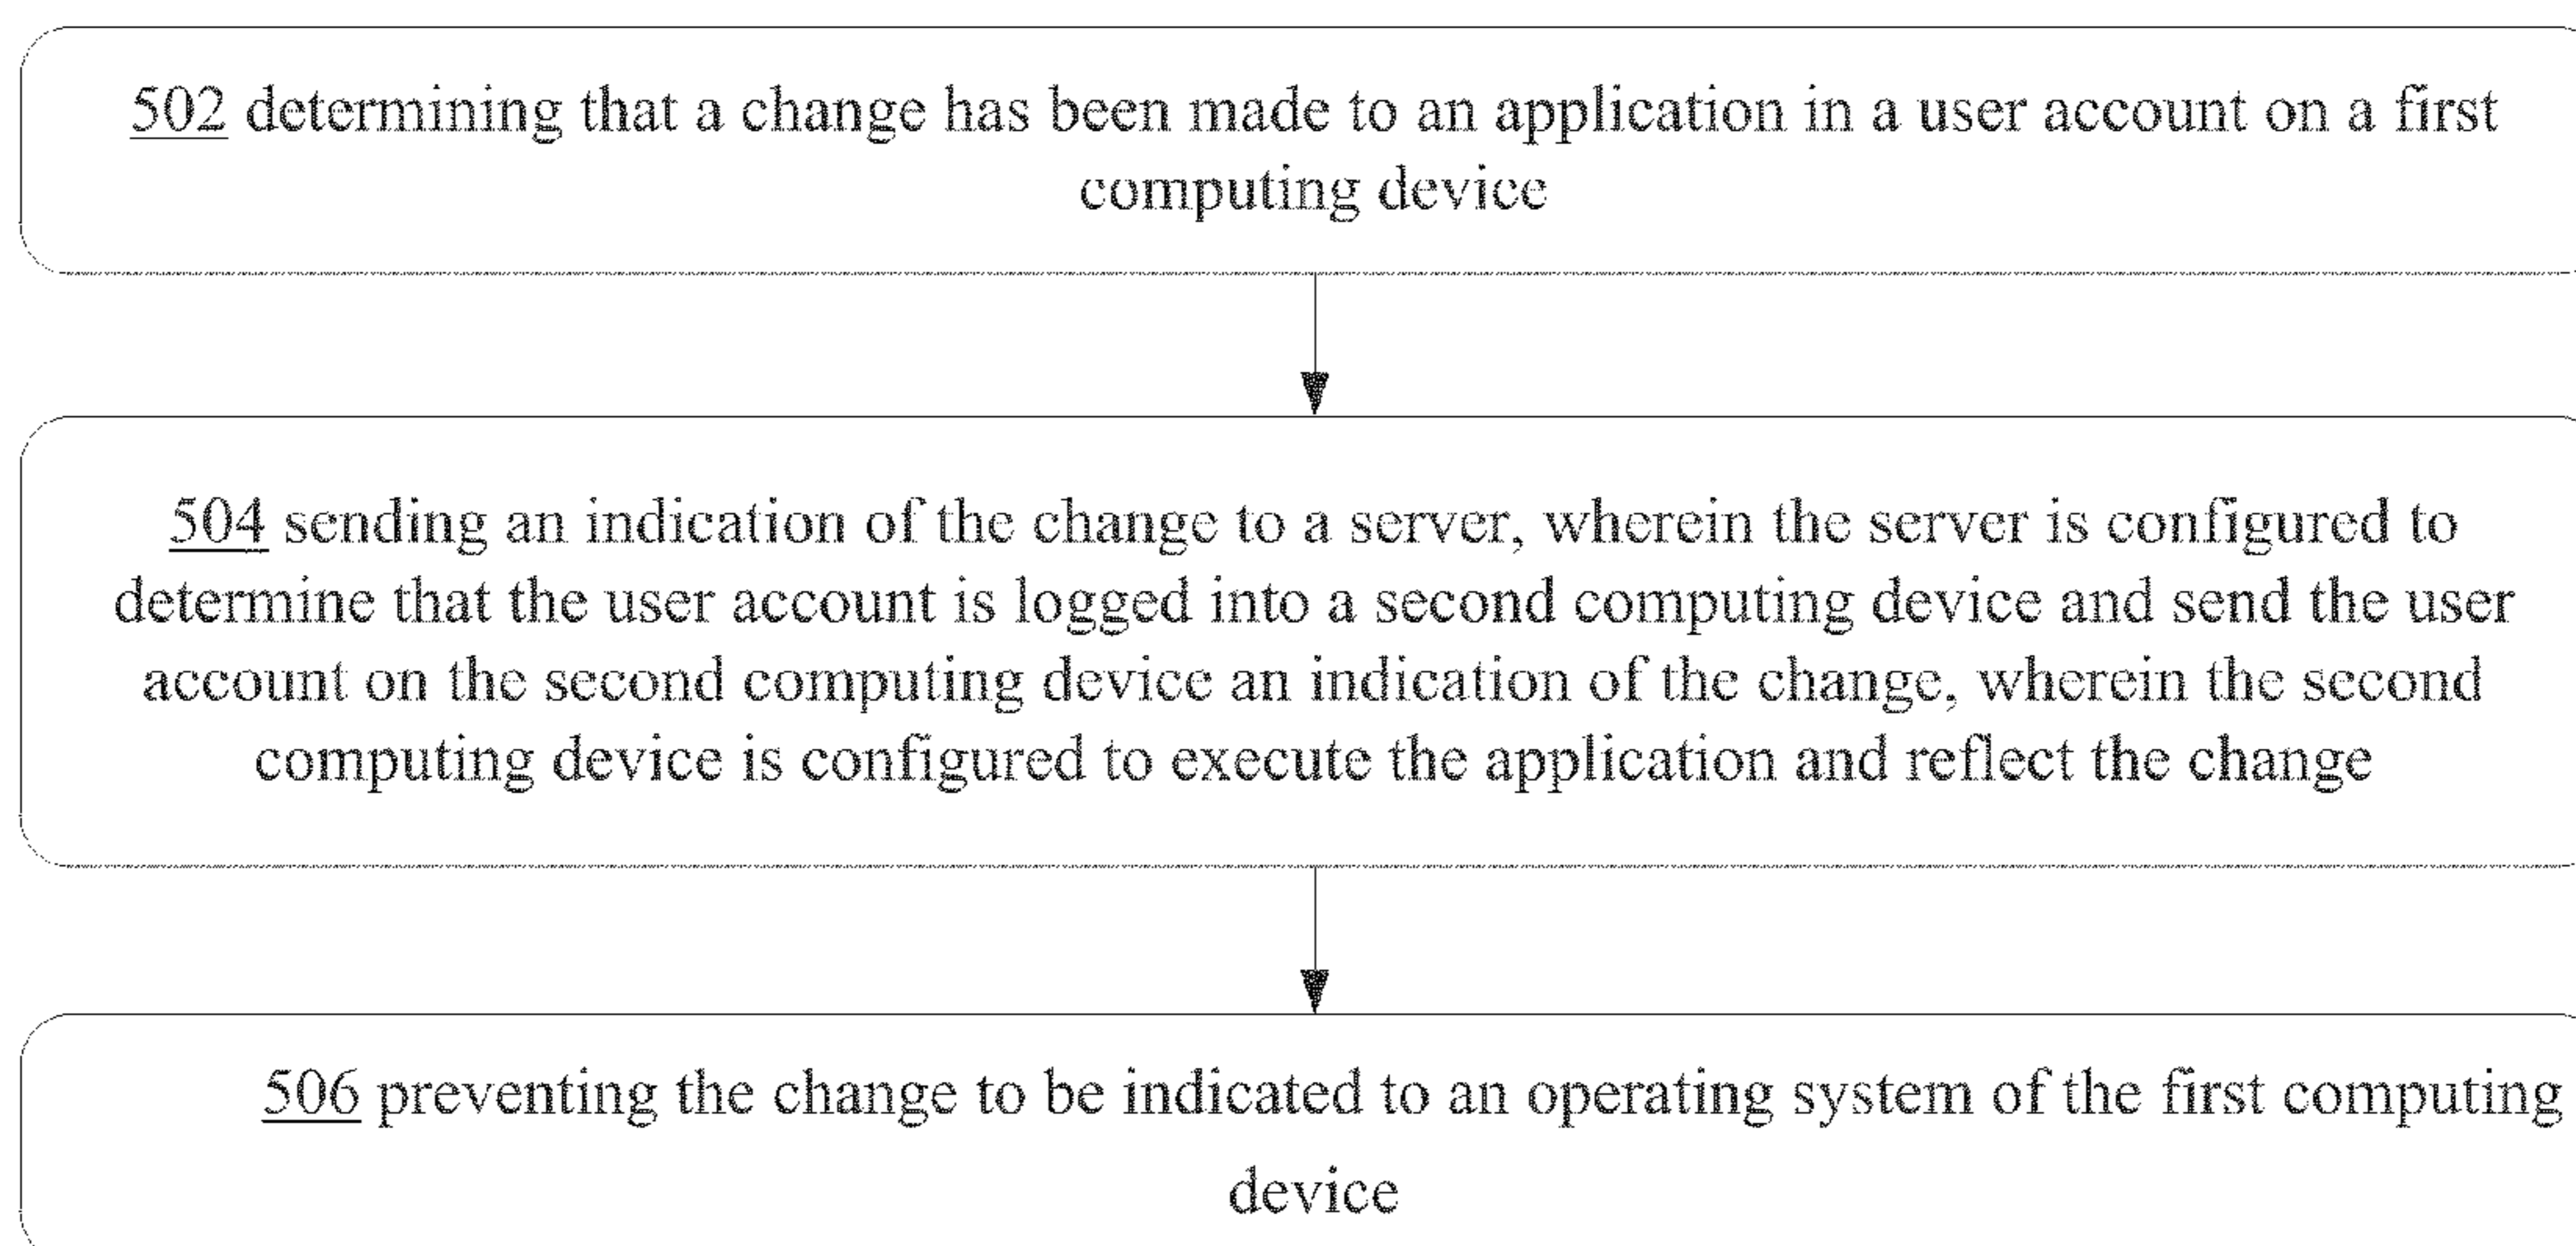 502 determining that a change has been made to an application in a user account on a first
computing device
504 sending an indication of the change to a server, wherein the server is configured to
determine that the user account is logged into a second computing device and send the user
account on the second computing device an indication of the change, wherein the second
computing device is configured to execute the application and reflect the change
506 preventing the change to be indicated to an operating system of the first computing
device